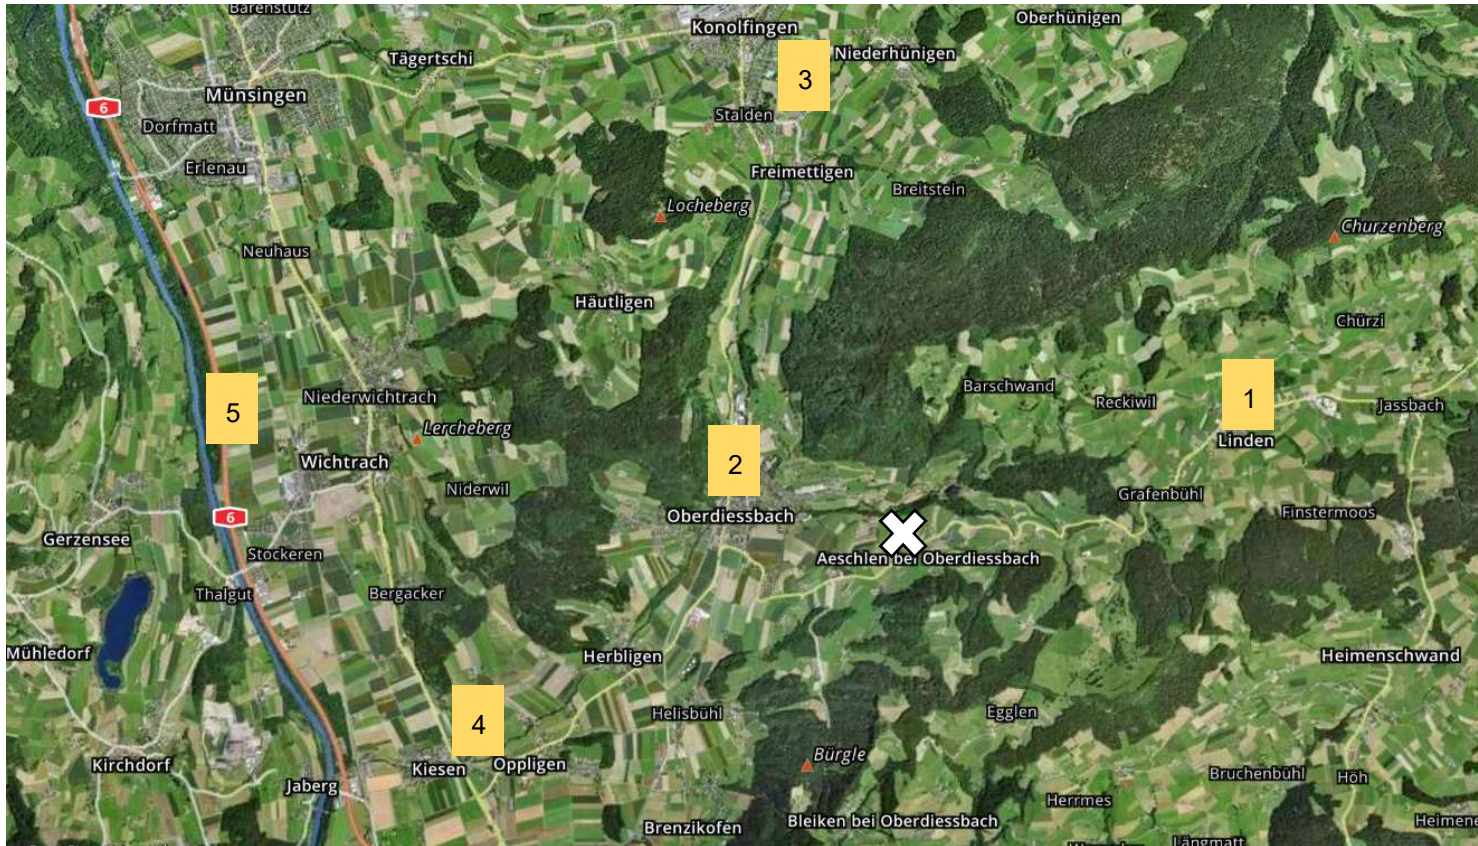 Bärenstutz
Konolfingen
Oberhünigen
Tägertschi
Niederhünigen
3
Münsingen
6
Stalden
Dorfmatt
Erlenau
Freimettigen
Breitstein
Locheberg
Churzenberg
Neuhaus
Häutligen
Chürzi
Barschwand
Niederwichtrach
1
Reckiwil
Jassbach
5
Lercheberg
Linden
Wichtrach
2
Niderwil
Grafenbühl
Finstermoos
6
Oberdiessbach
Gerzensee
Stockeren
Aeschlen bei Oberdiessbach
Thalgut
Bergacker
Mühledorf
Herbligen
Heimenschwand
Helisbühl
Egglen
4
Bürgle
Kirchdorf
Kiesen
Oppligen
Bruchenbühl
Höh
Jaberg
Herrmes
Brenzikofen
Bleiken bei Oberdiessbach
Längmatt